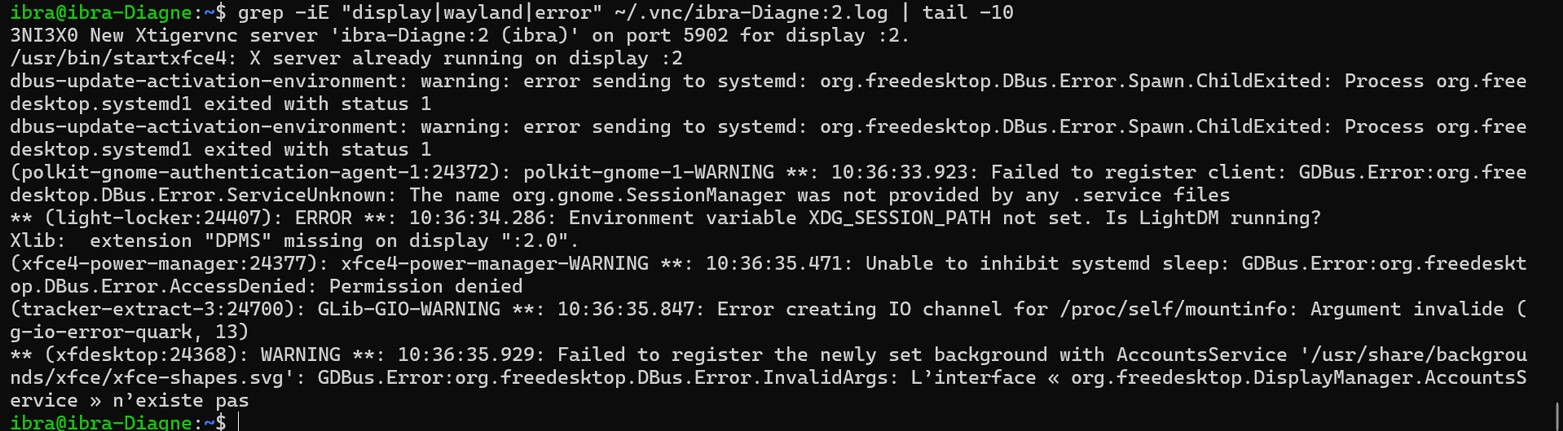 ibra@ibra-Diagne:~$ grep -iE "display|wayland|error" ~/.vnc/ibra-Diagne:2.log | tail -10
3NI3X0 New Xtigervnc server 'ibra-Diagne:2 (ibra)' on port 5902 for display :2.
/usr/bin/startxfce4: X server already running on display :2
dbus-update-activation-environment: warning: error sending to systemd: org.freedesktop.DBus.Error.Spawn.ChildExited: Process org.free
desktop.systemd1 exited with status 1
dbus-update-activation-environment: warning: error sending to systemd: org.freedesktop.DBus.Error.Spawn.ChildExited: Process org.free
desktop.systemd1 exited with status 1
(polkit-gnome-authentication-agent-1:24372): polkit-gnome-1-WARNING **: 10:36:33.923: Failed to register client: GDBus.Error:org.free
desktop.DBus.Error.ServiceUnknown: The name org.gnome.SessionManager was not provided by any .service files
** (light-locker:24407): ERROR **: 10:36:34.286: Environment variable XDG_SESSION_PATH not set. Is LightDM running?
Xlib:  extension "DPMS" missing on display ":2.0".
(xfce4-power-manager:24377): xfce4-power-manager-WARNING **: 10:36:35.471: Unable to inhibit systemd sleep: GDBus.Error:org.freedeskt
op.DBus.Error.AccessDenied: Permission denied
(tracker-extract-3:24700): GLib-GIO-WARNING **: 10:36:35.847: Error creating IO channel for /proc/self/mountinfo: Argument invalide (
g-io-error-quark, 13)
** (xfdesktop:24368): WARNING **: 10:36:35.929: Failed to register the newly set background with AccountsService '/usr/share/backgrou
nds/xfce/xfce-shapes.svg': GDBus.Error:org.freedesktop.DBus.Error.InvalidArgs: L’interface « org.freedesktop.DisplayManager.AccountsS
ervice » n’existe pas
ibra@ibra-Diagne:~$